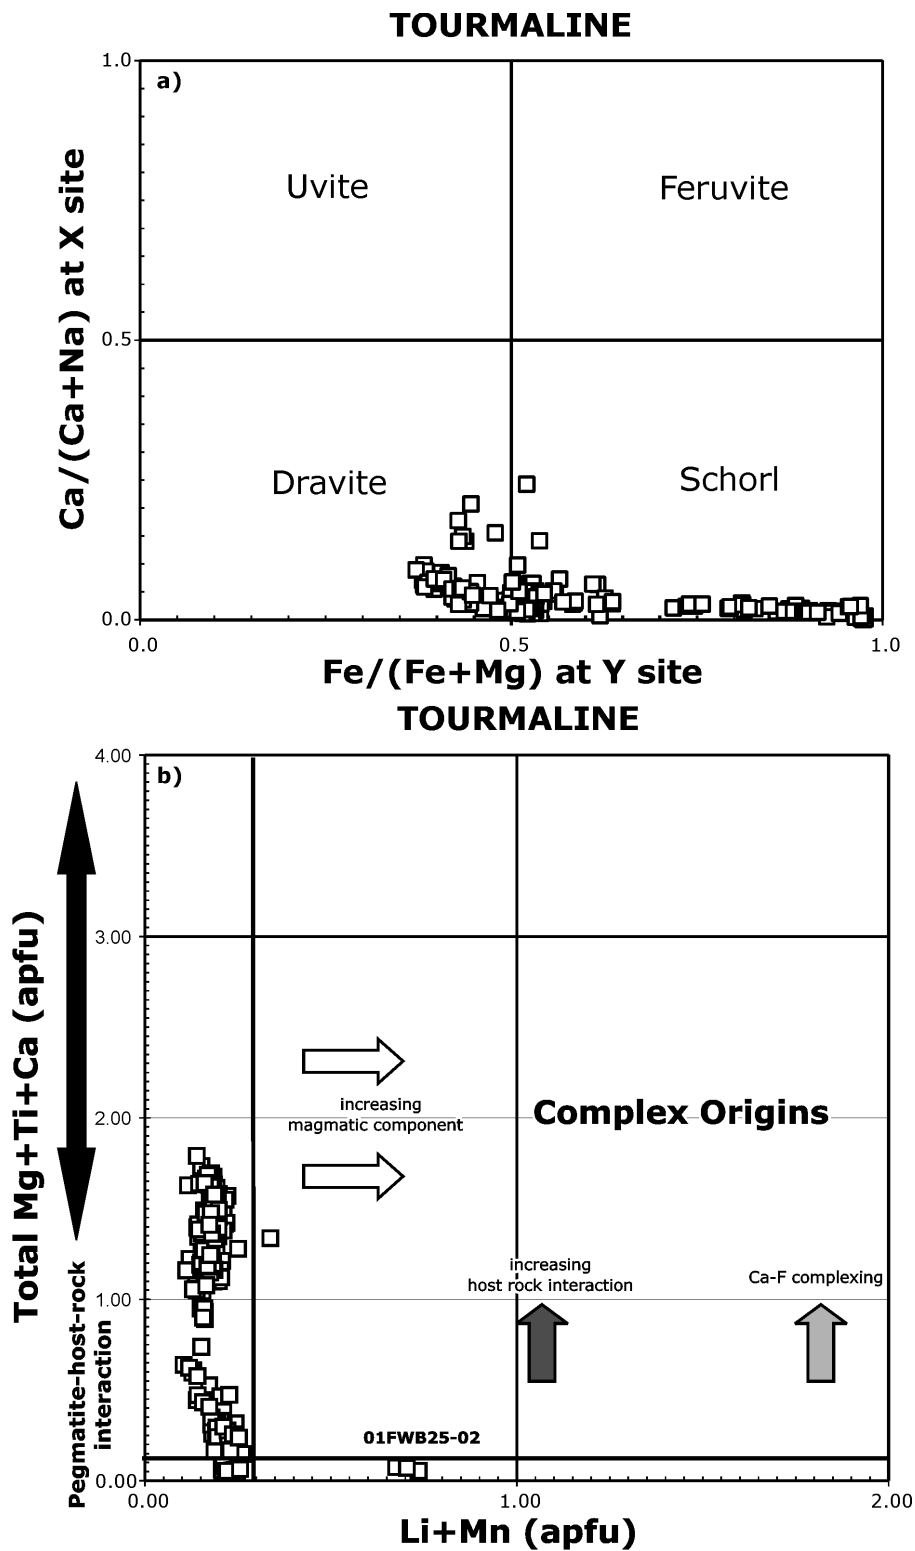 TOURMALINE
1.0
a)
Uvite
Feruvite
Ca/(Ca+Na) at X site
0.5
Dravite
Schorl
0.0
0.0
0.5
1.0
Fe/(Fe+Mg) at Y site
TOURMALINE
4.00
b)
3.00
Total Mg+Ti+Ca (apfu)
increasing
magmatic component
Complex Origins
2.00
increasing
host rock interaction
Ca-F complexing
1.00
Pegmatite-host-rock
interaction
01FWB25-02
0.00
0.00
1.00
2.00
Li+Mn (apfu)